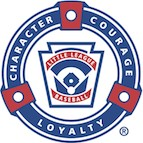 CHARACTER
COURAGE
LOYALTY
LITTLE LEAGUE
BASEBALL
®